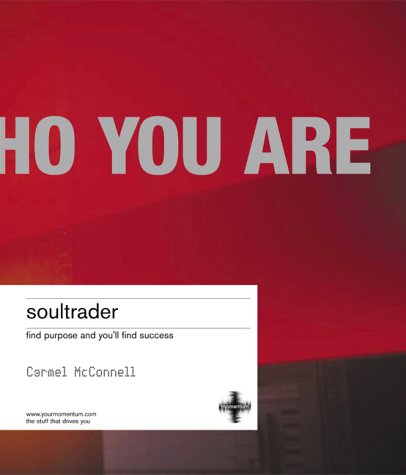 HO YOU ARE
soultrader
find purpose and you'll find success
Carmel McConnell
momentum
www.yourmomentum.com
the stuff that drives you